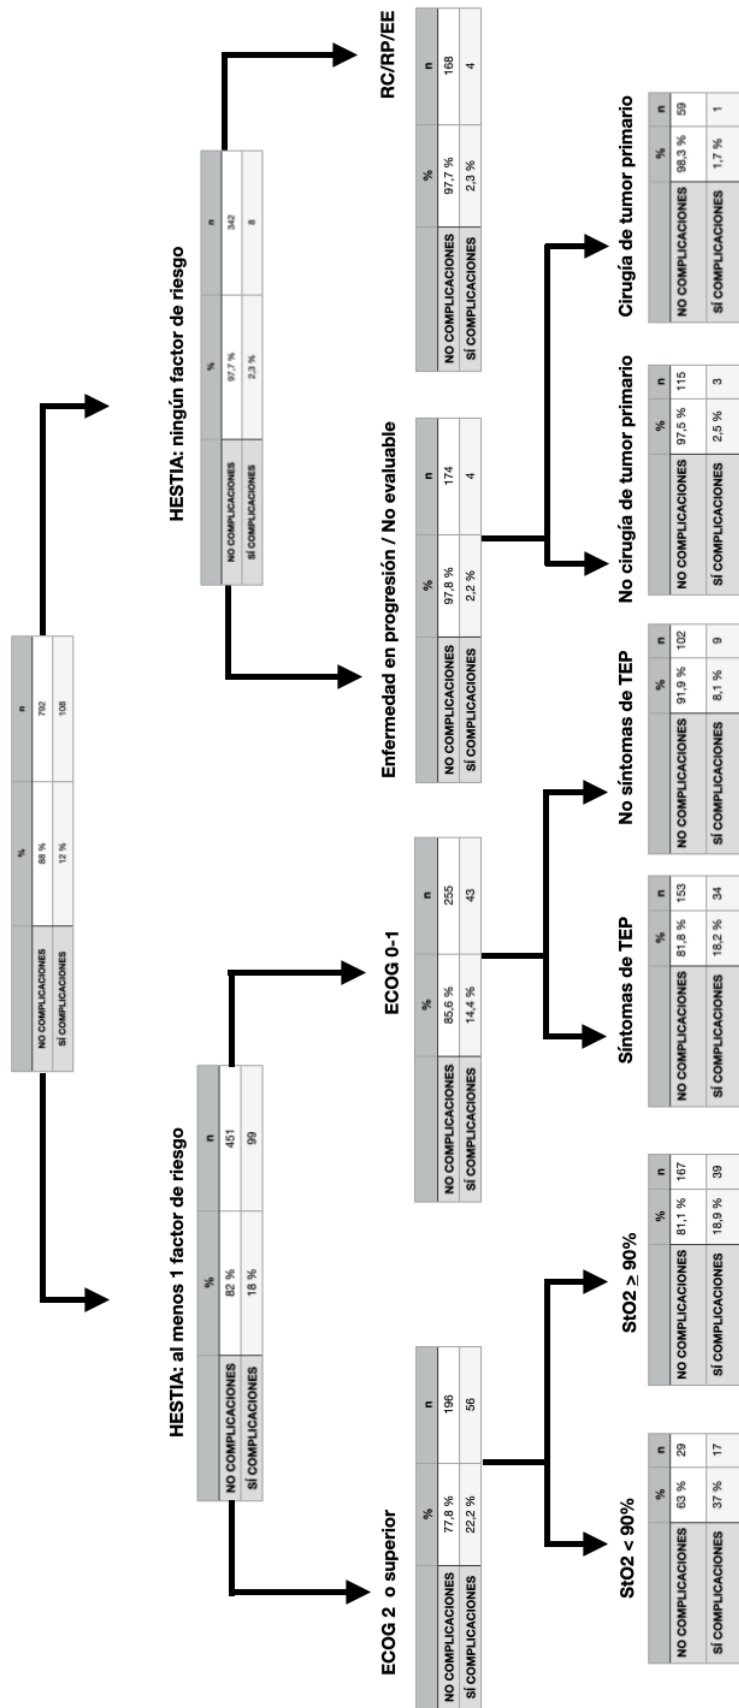 % n
NO COMPLICACIONES 88 % 792
SÍ COMPLICACIONES 12 % 108
HESTIA: al menos 1 factor de riesgo
% n
NO COMPLICACIONES 82 % 451
SÍ COMPLICACIONES 18 % 99
HESTIA: ningún factor de riesgo
% n
NO COMPLICACIONES 97,7 % 342
SÍ COMPLICACIONES 2,3 % 8
ECOG 2 o superior
% n
NO COMPLICACIONES 77,8 % 196
SÍ COMPLICACIONES 22,2 % 56
ECOG 0-1
% n
NO COMPLICACIONES 85,6 % 255
SÍ COMPLICACIONES 14,4 % 43
Enfermedad en progresión / No evaluable
% n
NO COMPLICACIONES 97,8 % 174
SÍ COMPLICACIONES 2,2 % 4
RC/RP/EE
% n
NO COMPLICACIONES 97,7 % 168
SÍ COMPLICACIONES 2,3 % 4
StO2 < 90%
% n
NO COMPLICACIONES 63 % 29
SÍ COMPLICACIONES 37 % 17
StO2 ≥ 90%
% n
NO COMPLICACIONES 81,1 % 167
SÍ COMPLICACIONES 18,9 % 39
Síntomas de TEP
% n
NO COMPLICACIONES 81,8 % 153
SÍ COMPLICACIONES 18,2 % 34
No síntomas de TEP
% n
NO COMPLICACIONES 91,9 % 102
SÍ COMPLICACIONES 8,1 % 9
No cirugía de tumor primario
% n
NO COMPLICACIONES 97,5 % 115
SÍ COMPLICACIONES 2,5 % 3
Cirugía de tumor primario
% n
NO COMPLICACIONES 98,3 % 59
SÍ COMPLICACIONES 1,7 % 1